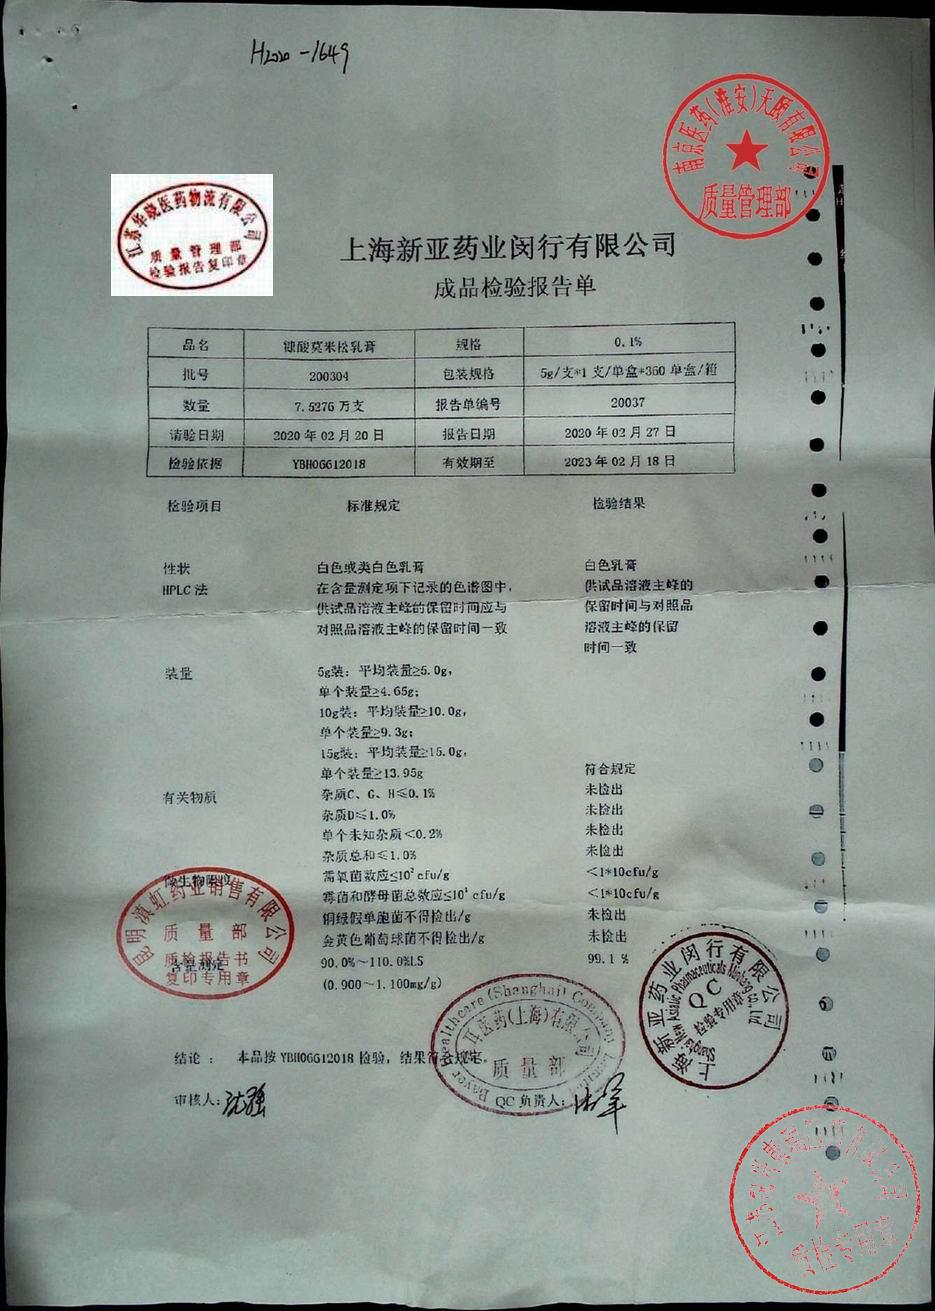 H2020-1649
南京医药(淮安)天颐有限公司
质量管理部
江苏华晓医药物流有限公司
质量管理部
检验报告复印章
上海新亚药业闵行有限公司
成品检验报告单
品名 糠酸莫米松乳膏 规格 0.1%
批号 200304 包装规格 5g/支*1支/单盒*360单盒/箱
数量 7.5276万支 报告单编号 20037
请验日期 2020年02月20日 报告日期 2020年02月27日
检验依据 YBH06612018 有效期至 2023年02月18日
检验项目 标准规定 检验结果
性状 白色或类白色乳膏 白色乳膏
HPLC法 在含量测定项下记录的色谱图中, 供试品溶液主峰的
供试品溶液主峰的保留时间应与 保留时间与对照品
对照品溶液主峰的保留时间一致 溶液主峰的保留
时间一致
装量 5g装：平均装量≥5.0g,
单个装量≥4.65g;
10g装：平均装量≥10.0g,
单个装量≥9.3g;
15g装：平均装量≥15.0g,
单个装量≥13.95g 符合规定
有关物质 杂质C、G、H≤0.1% 未检出
杂质D≤1.0% 未检出
单个未知杂质<0.2% 未检出
杂质总和≤1.0% 未检出
微生物限度 需氧菌数应≤10² cfu/g <1*10cfu/g
霉菌和酵母菌总数应≤10¹ cfu/g <1*10cfu/g
铜绿假单胞菌不得检出/g 未检出
金黄色葡萄球菌不得检出/g 未检出
含量测定 90.0%~110.0%LS 99.1%
(0.900~1.100mg/g)
昆明滇虹药业销售有限公司
质量部
质检报告书
复印专用章
Bayer Healthcare (Shanghai) Company Limited
医药(上海)有限公司
质量部
上海新亚药业闵行有限公司
Shanghai New Asiatic Pharmaceuticals Minhang Co. Ltd
QC
检验专用章
结论： 本品按YBH06612018检验，结果符合规定。
审核人: QC负责人: